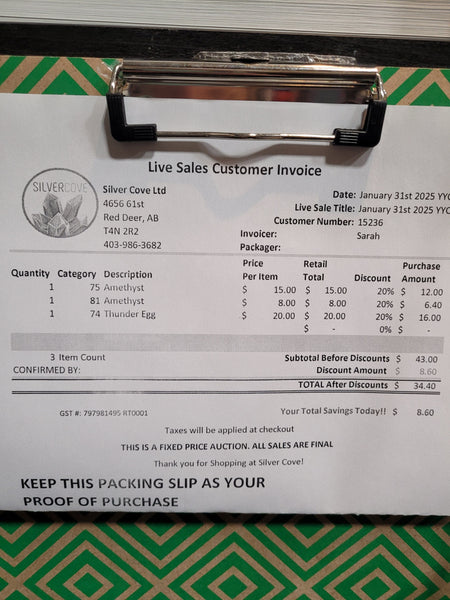 Live Sales Customer Invoice
SILVERCOVE
Silver Cove Ltd
4656 61st
Red Deer, AB
T4N 2R2
403-986-3682
Date: January 31st 2025 YYC
Live Sale Title: January 31st 2025 YYC
Customer Number: 15236
Invoicer: Sarah
Packager:
Quantity Category Description Price Per Item Retail Total Discount Purchase Amount
1 75 Amethyst $ 15.00 $ 15.00 20% $ 12.00
1 81 Amethyst $ 8.00 $ 8.00 20% $ 6.40
1 74 Thunder Egg $ 20.00 $ 20.00 20% $ 16.00
$ - 0% $ -
3 Item Count Subtotal Before Discounts $ 43.00
CONFIRMED BY: Discount Amount $ 8.60
TOTAL After Discounts $ 34.40
GST #: 797981495 RT0001 Your Total Savings Today!! $ 8.60
Taxes will be applied at checkout
THIS IS A FIXED PRICE AUCTION. ALL SALES ARE FINAL
Thank you for Shopping at Silver Cove!
KEEP THIS PACKING SLIP AS YOUR
PROOF OF PURCHASE